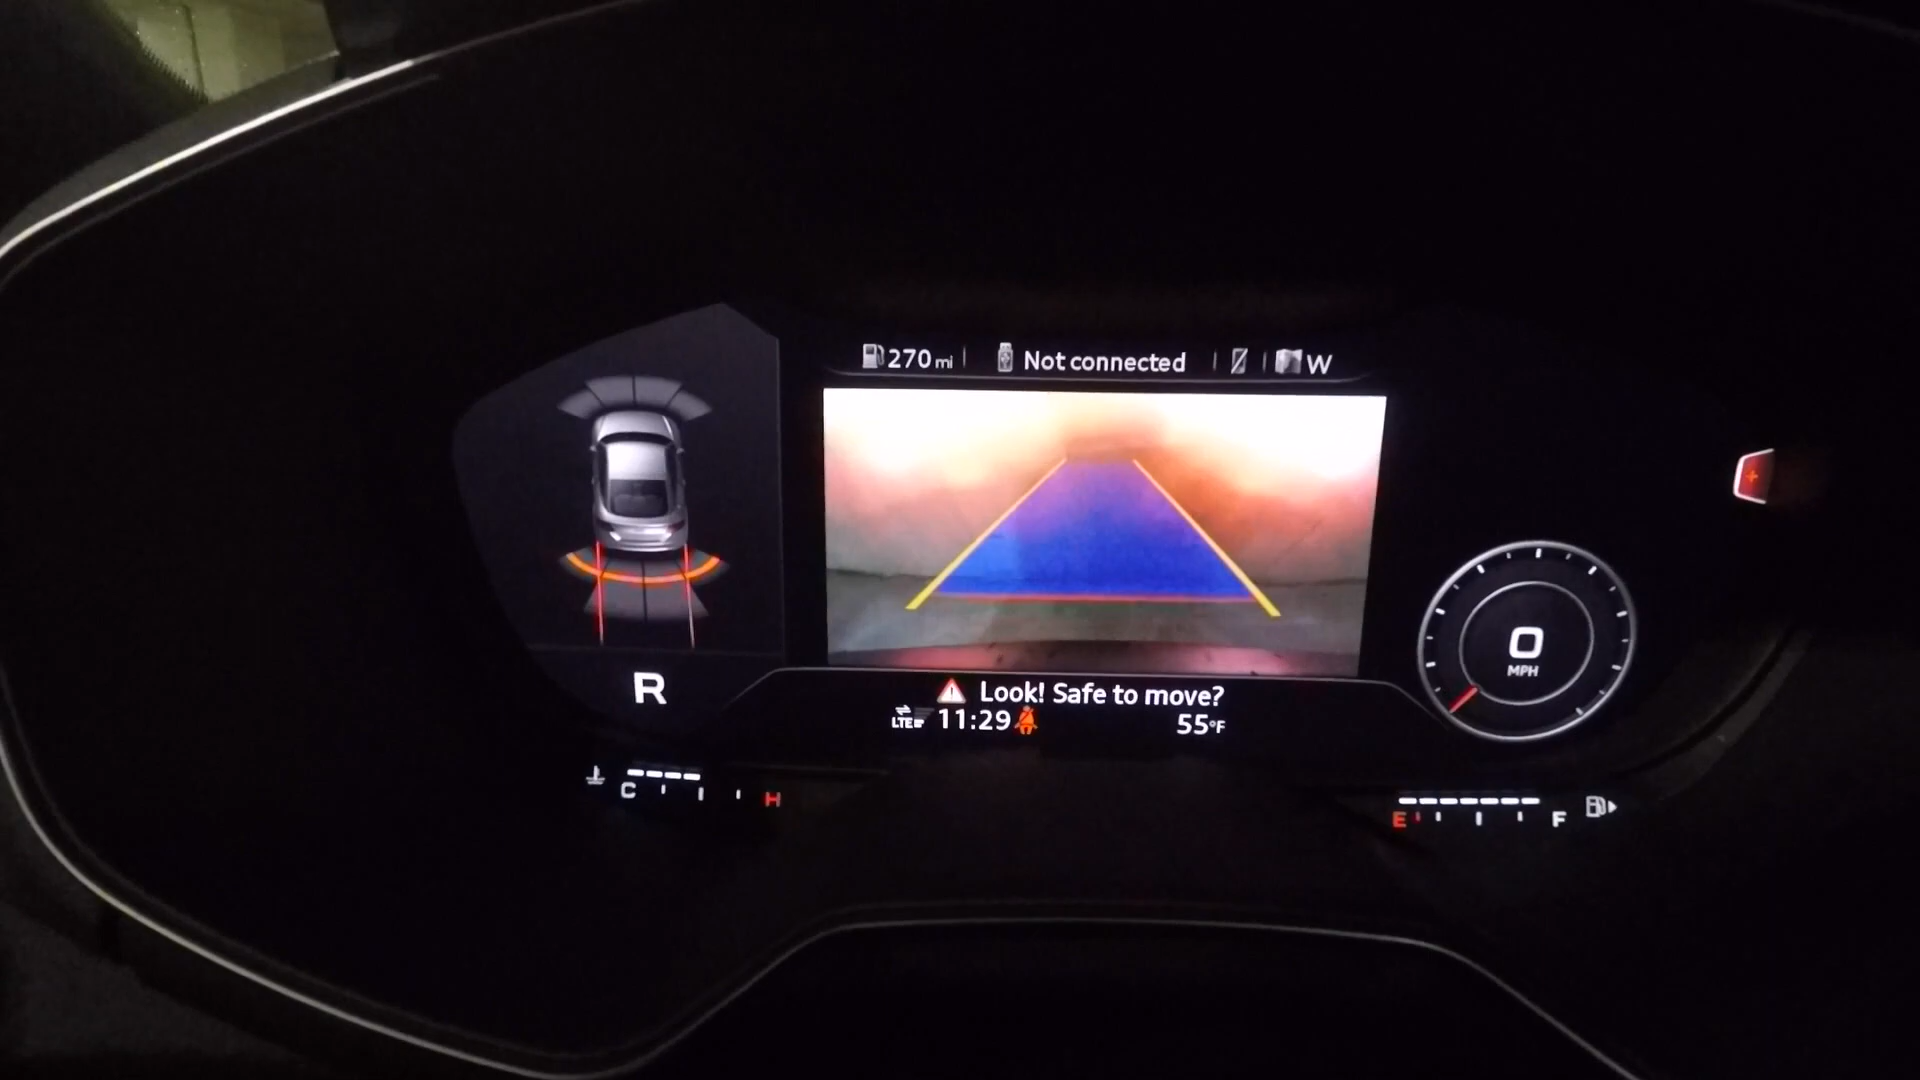 270 mi
Not connected
W
R
Look! Safe to move?
LTE 11:29
55°F
0
MPH
C H
E F
+